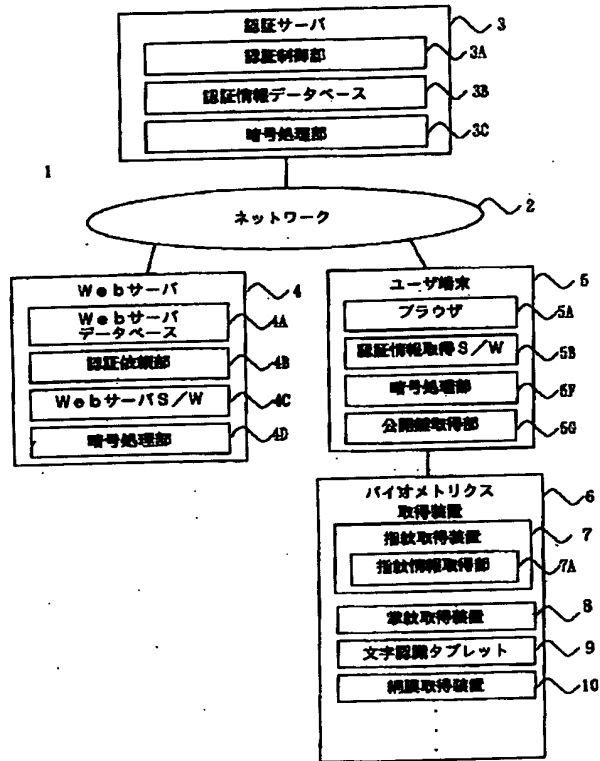 認証サーバ 3
認証制御部 3A
認証情報データベース 3B
暗号処理部 3C
1
ネットワーク 2
Webサーバ 4
Webサーバ
データベース 4A
認証依頼部 4B
WebサーバS/W 4C
暗号処理部 4D
ユーザ端末 5
ブラウザ 5A
認証情報取得S/W 5B
暗号処理部 5F
公開鍵取得部 5G
バイオメトリクス
取得装置 6
指紋取得装置 7
指紋情報取得部 7A
掌紋取得装置 8
文字認識タブレット 9
網膜取得装置 10